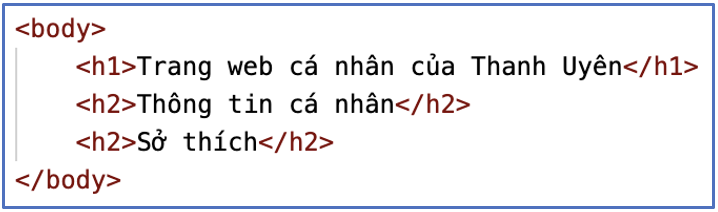 <body>
<h1>Trang web cá nhân của Thanh Uyên</h1>
<h2>Thông tin cá nhân</h2>
<h2>Sở thích</h2>
</body>